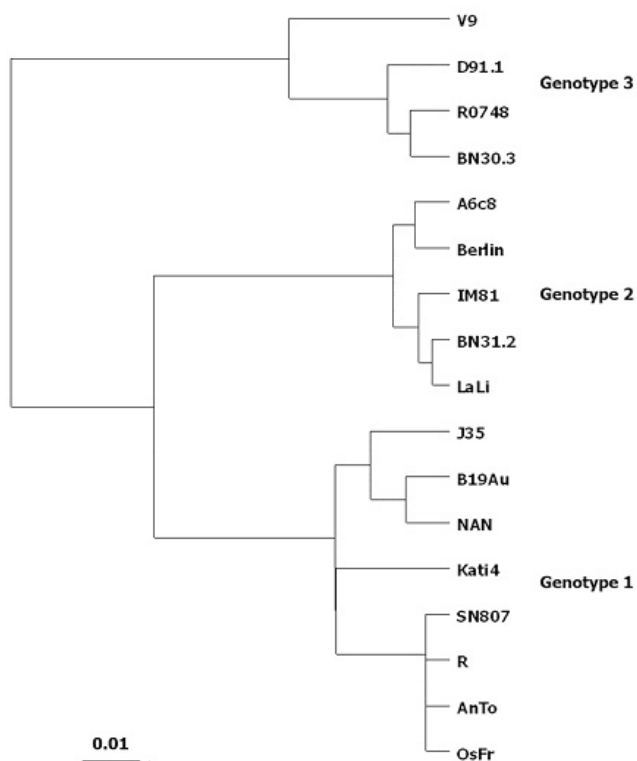 V9
D91.1
Genotype 3
R0748
BN30.3
A6c8
Berlin
IM81
Genotype 2
BN31.2
LaLi
J35
B19Au
NAN
Kati4
Genotype 1
SN807
R
AnTo
0.01
OsFr